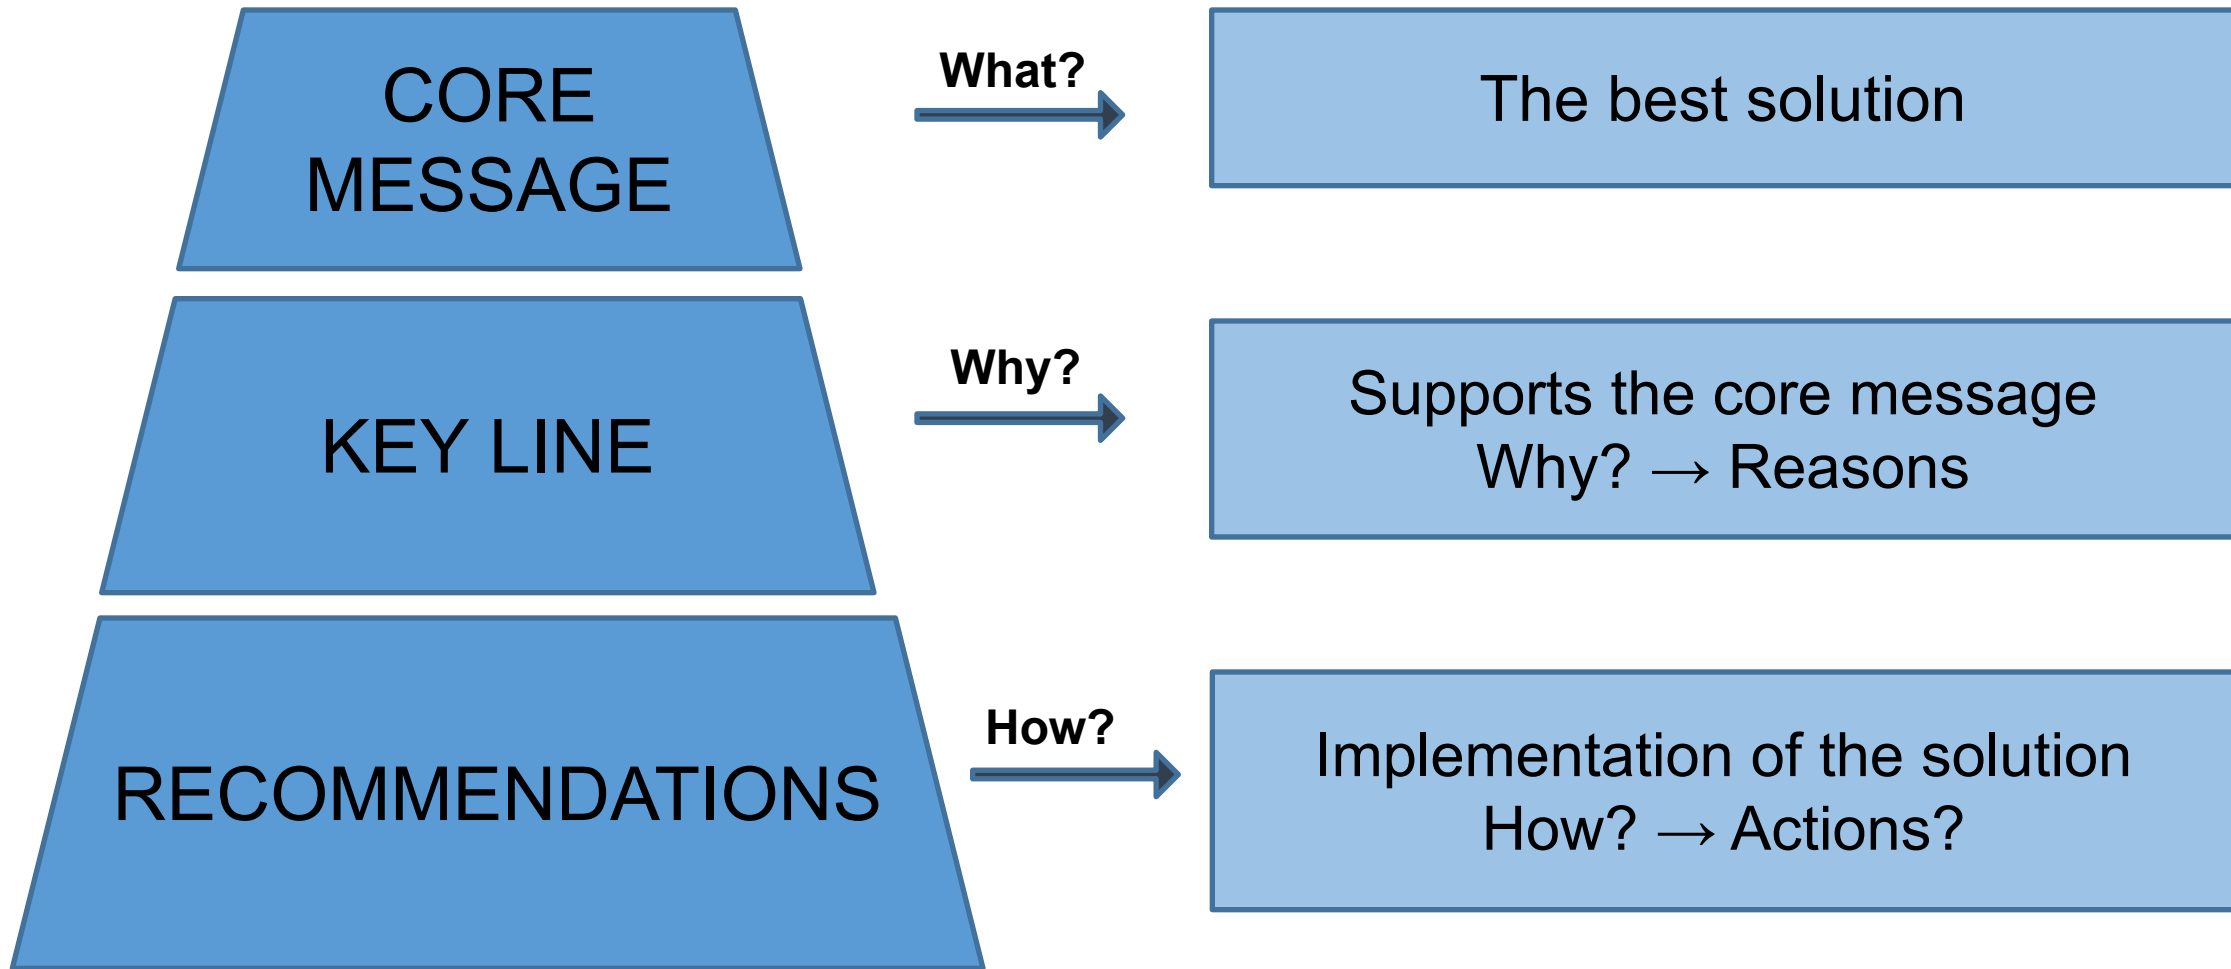 CORE
MESSAGE
What?
The best solution
KEY LINE
Why?
Supports the core message
Why? → Reasons
RECOMMENDATIONS
How?
Implementation of the solution
How? → Actions?